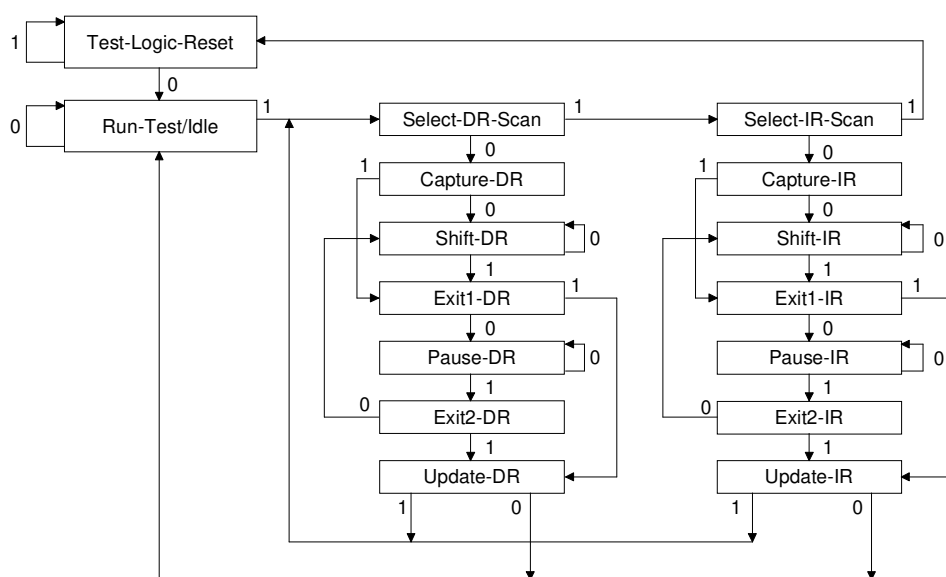 Test-Logic-Reset
1
0
Run-Test/Idle
0
1
Select-DR-Scan
1
Select-IR-Scan
1
0
0
1
Capture-DR
1
Capture-IR
0
0
Shift-DR
0
Shift-IR
0
1
1
Exit1-DR
1
Exit1-IR
1
0
0
Pause-DR
0
Pause-IR
0
1
1
0
Exit2-DR
0
Exit2-IR
1
1
Update-DR
Update-IR
1
0
1
0